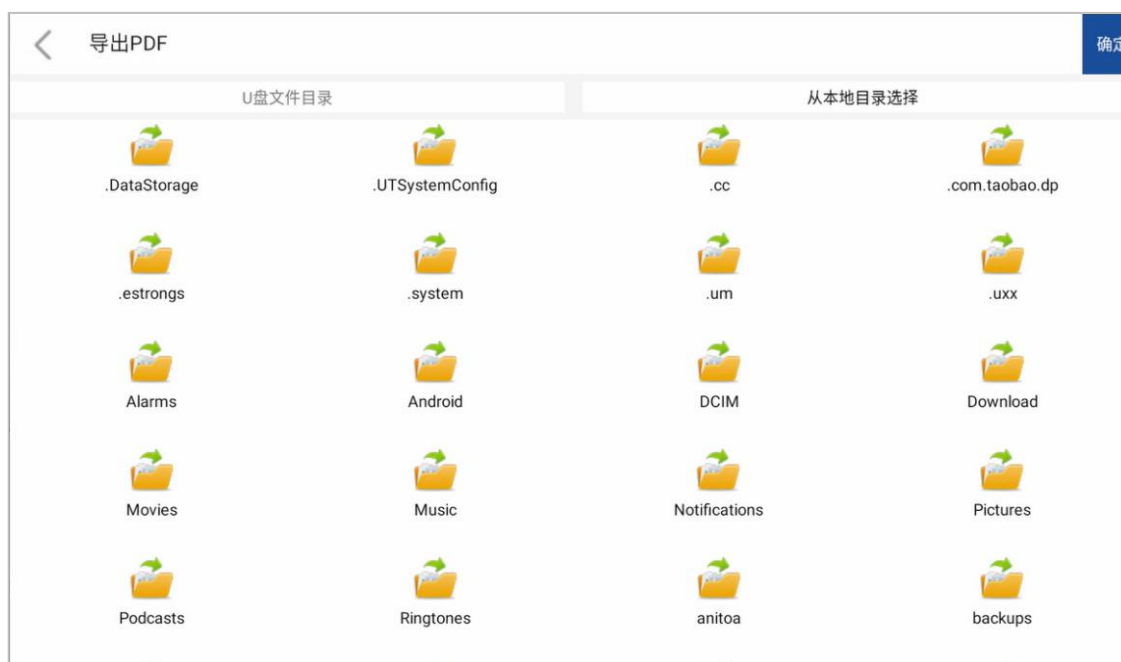 导出PDF
确定
U盘文件目录
从本地目录选择
.DataStorage
.UTSystemConfig
.cc
.com.taobao.dp
.estrongs
.system
.um
.uxx
Alarms
Android
DCIM
Download
Movies
Music
Notifications
Pictures
Podcasts
Ringtones
anitoa
backups